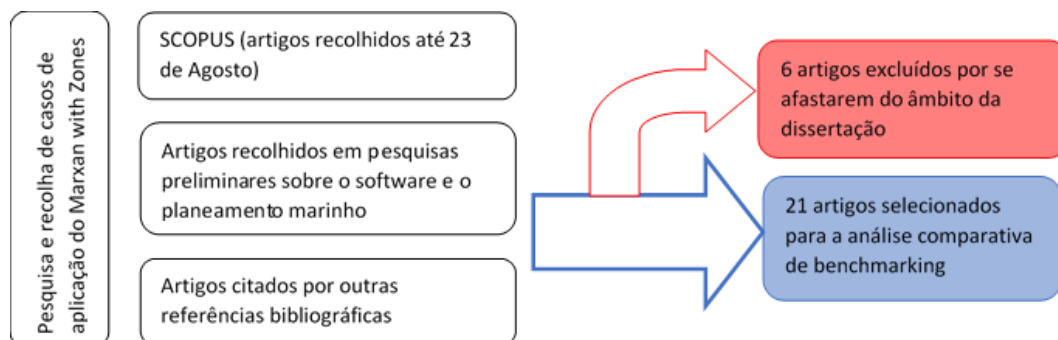 Pesquisa e recolha de casos de
aplicação do Marxan with Zones
SCOPUS (artigos recolhidos até 23
de Agosto)
Artigos recolhidos em pesquisas
preliminares sobre o software e o
planeamento marinho
Artigos citados por outras
referências bibliográficas
6 artigos excluídos por se
afastarem do âmbito da
dissertação
21 artigos selecionados
para a análise comparativa
de benchmarking